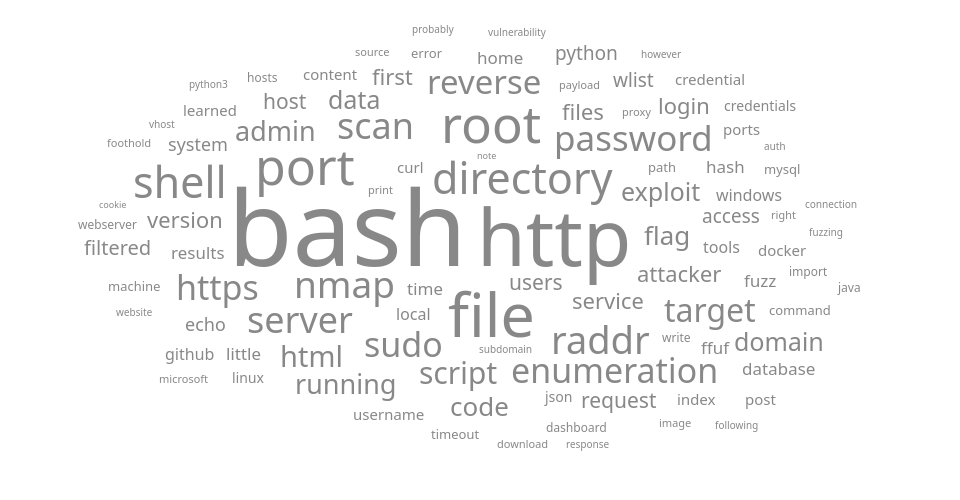 probably
vulnerability
source
error
home
python
however
python3
hosts
content
first
reverse
payload
wlist
credential
learned
host
data
files
proxy
login
credentials
vhost
admin
scan
root
password
ports
foothold
system
note
auth
port
curl
directory
path
hash
mysql
shell
print
exploit
windows
cookie
bash
http
access
right
connection
webserver
version
flag
fuzzing
filtered
results
tools
docker
machine
https
nmap
time
users
attacker
fuzz
import
java
website
echo
server
local
file
service
target
command
github
little
html
sudo
subdomain
raddr
write
ffuf
domain
microsoft
linux
running
script
enumeration
database
username
code
json
request
index
post
timeout
dashboard
image
following
download
response